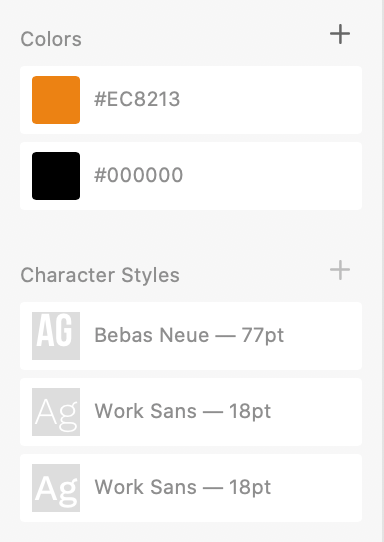 Colors
#EC8213
#000000
Character Styles
AG Bebas Neue — 77pt
Ag Work Sans — 18pt
Ag Work Sans — 18pt